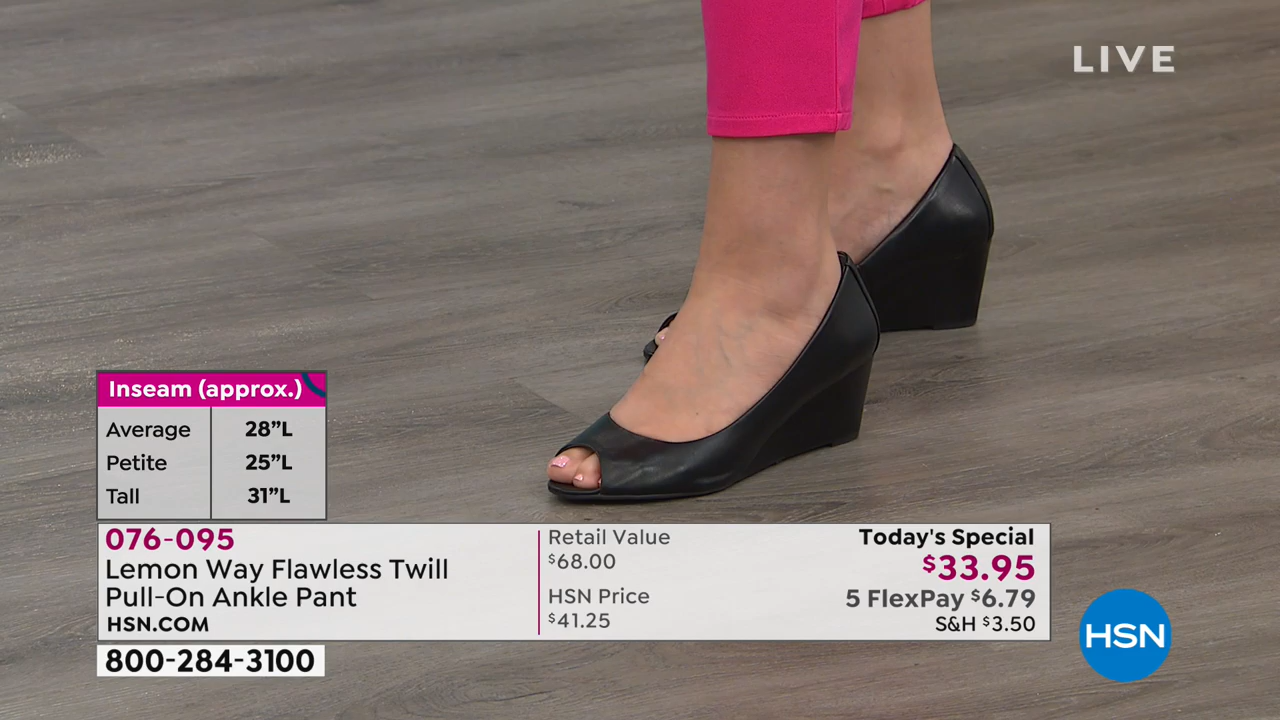 LIVE
Inseam (approx.)
Average 28”L
Petite 25”L
Tall 31”L
076-095
Lemon Way Flawless Twill
Pull-On Ankle Pant
HSN.COM
Retail Value
$68.00
HSN Price
$41.25
Today's Special
$33.95
5 FlexPay $6.79
S&H $3.50
800-284-3100
HSN